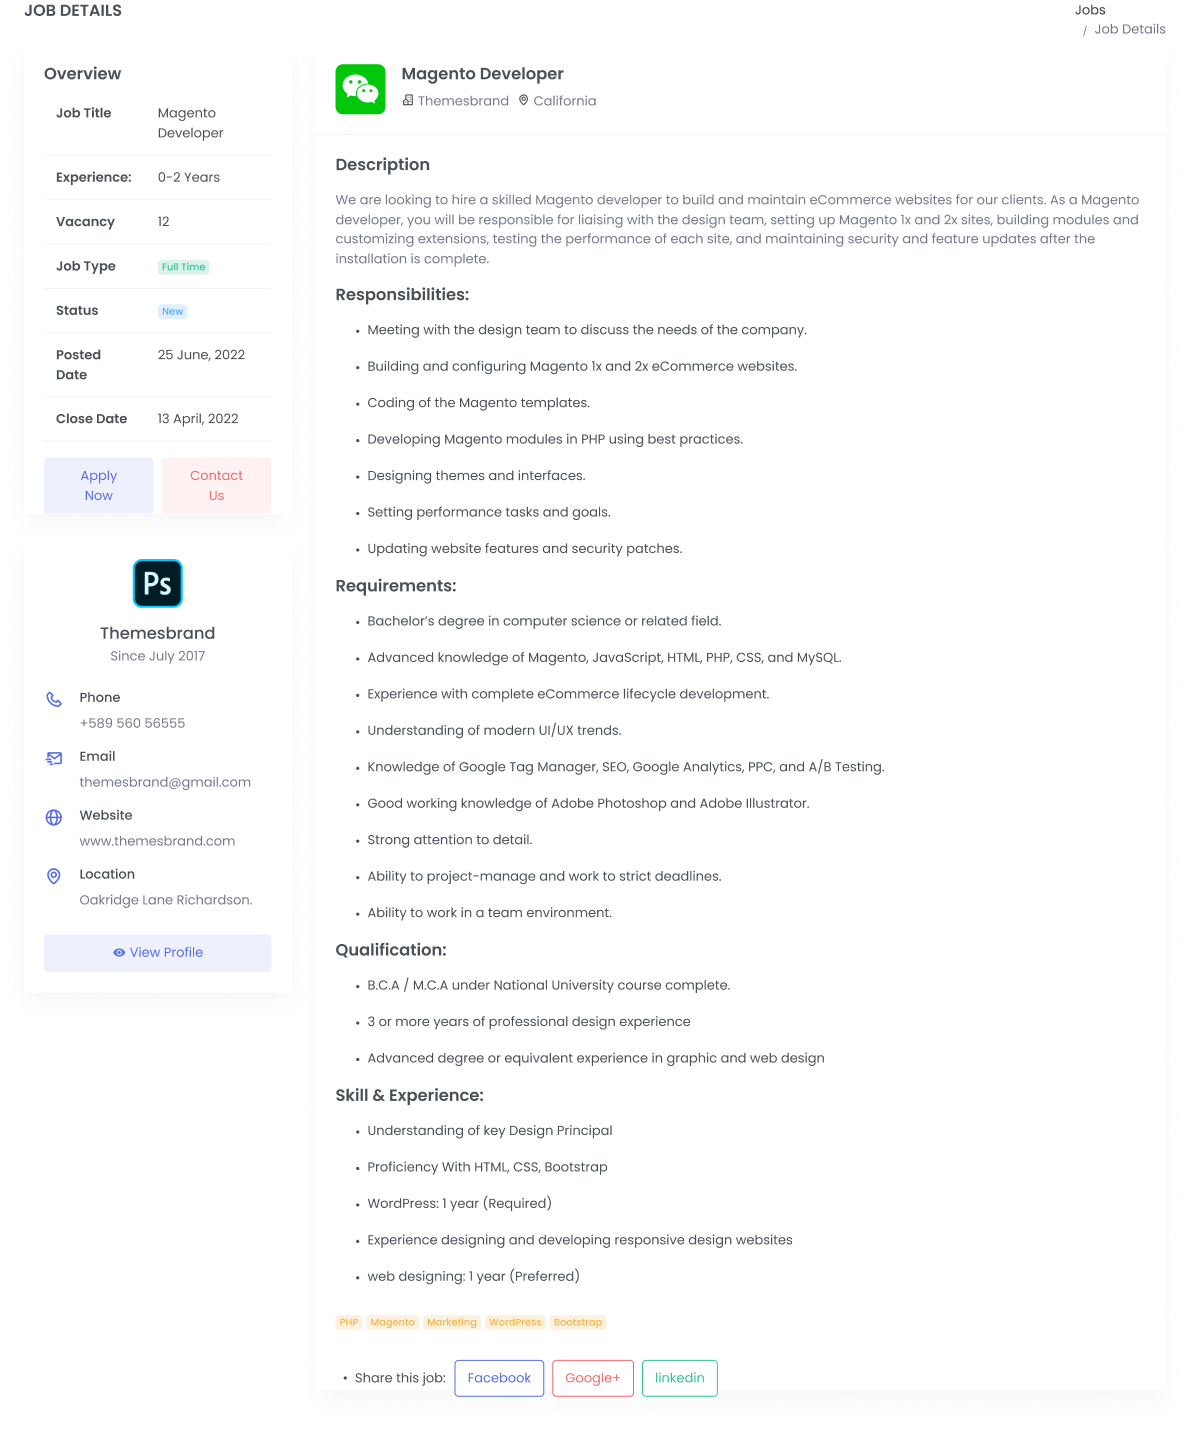 JOB DETAILS
Jobs
/ Job Details
Overview
Job Title
Magento
Developer
Experience:
0-2 Years
Vacancy
12
Job Type
Full Time
Status
New
Posted
Date
25 June, 2022
Close Date
13 April, 2022
Apply
Now
Contact
Us
Ps
Themesbrand
Since July 2017
Phone
+589 560 56555
Email
themesbrand@gmail.com
Website
www.themesbrand.com
Location
Oakridge Lane Richardson.
View Profile
Magento Developer
Themesbrand California
Description
We are looking to hire a skilled Magento developer to build and maintain eCommerce websites for our clients. As a Magento
developer, you will be responsible for liaising with the design team, setting up Magento 1x and 2x sites, building modules and
customizing extensions, testing the performance of each site, and maintaining security and feature updates after the
installation is complete.
Responsibilities:
• Meeting with the design team to discuss the needs of the company.
• Building and configuring Magento 1x and 2x eCommerce websites.
• Coding of the Magento templates.
• Developing Magento modules in PHP using best practices.
• Designing themes and interfaces.
• Setting performance tasks and goals.
• Updating website features and security patches.
Requirements:
• Bachelor’s degree in computer science or related field.
• Advanced knowledge of Magento, JavaScript, HTML, PHP, CSS, and MySQL.
• Experience with complete eCommerce lifecycle development.
• Understanding of modern UI/UX trends.
• Knowledge of Google Tag Manager, SEO, Google Analytics, PPC, and A/B Testing.
• Good working knowledge of Adobe Photoshop and Adobe Illustrator.
• Strong attention to detail.
• Ability to project-manage and work to strict deadlines.
• Ability to work in a team environment.
Qualification:
• B.C.A / M.C.A under National University course complete.
• 3 or more years of professional design experience
• Advanced degree or equivalent experience in graphic and web design
Skill & Experience:
• Understanding of key Design Principal
• Proficiency With HTML, CSS, Bootstrap
• WordPress: 1 year (Required)
• Experience designing and developing responsive design websites
• web designing: 1 year (Preferred)
PHP Magento Marketing WordPress Bootstrap
• Share this job: Facebook Google+ linkedin